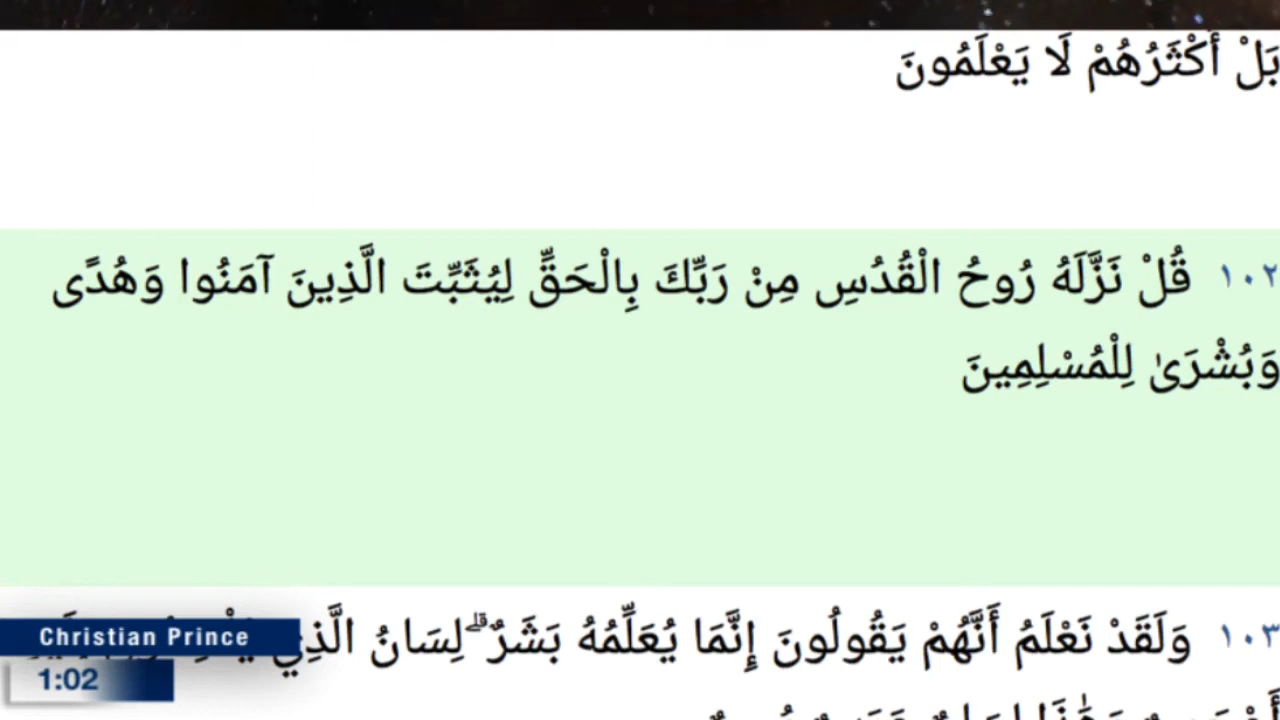 بَلْ أَكْثَرُهُمْ لَا يَعْلَمُونَ
١٠٢ قُلْ نَزَّلَهُ رُوحُ الْقُدُسِ مِنْ رَبِّكَ بِالْحَقِّ لِيُثَبِّتَ الَّذِينَ آمَنُوا وَهُدًى
وَبُشْرَىٰ لِلْمُسْلِمِينَ
١٠٣ وَلَقَدْ نَعْلَمُ أَنَّهُمْ يَقُولُونَ إِنَّمَا يُعَلِّمُهُ بَشَرٌ ۗ لِسَانُ الَّذِي
Christian Prince
1:02